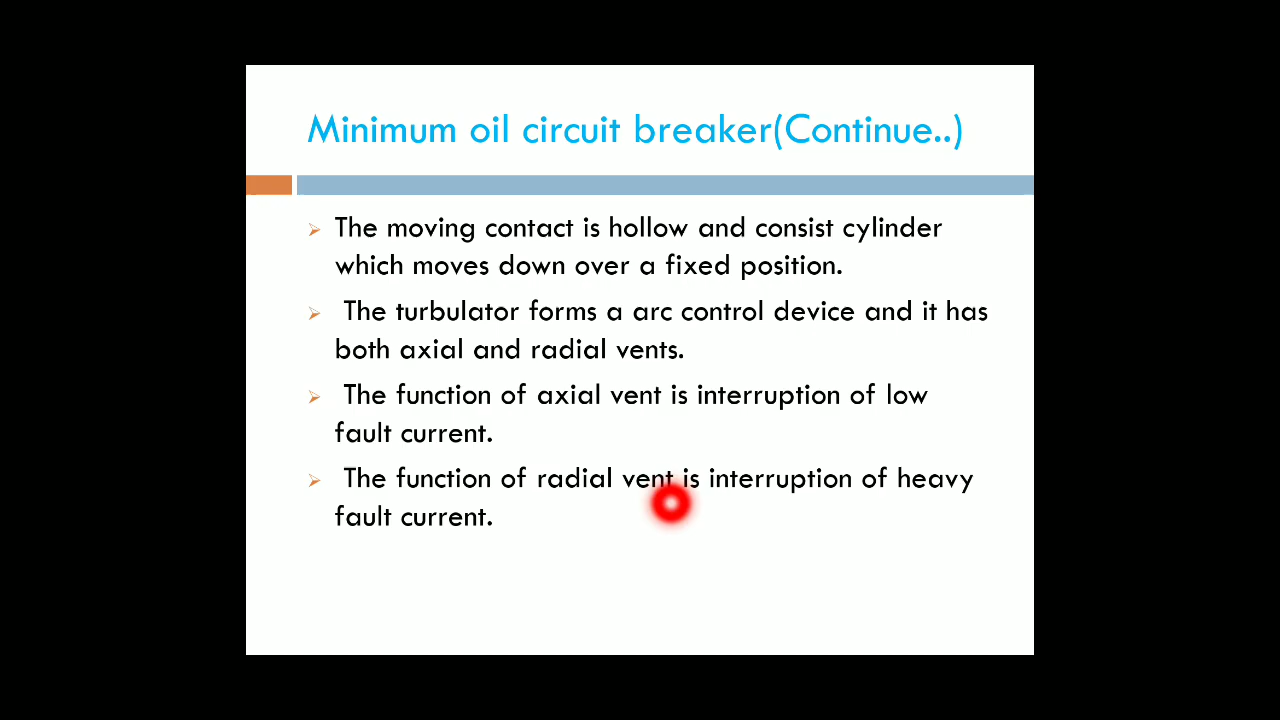 Minimum oil circuit breaker(Continue..)
The moving contact is hollow and consist cylinder
which moves down over a fixed position.
The turbulator forms a arc control device and it has
both axial and radial vents.
The function of axial vent is interruption of low
fault current.
The function of radial vent is interruption of heavy
fault current.